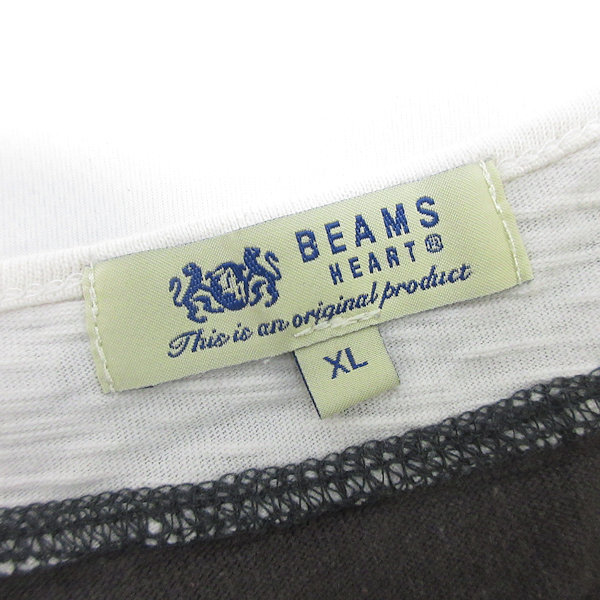 BEAMS
HEART ®
This is an original product
XL